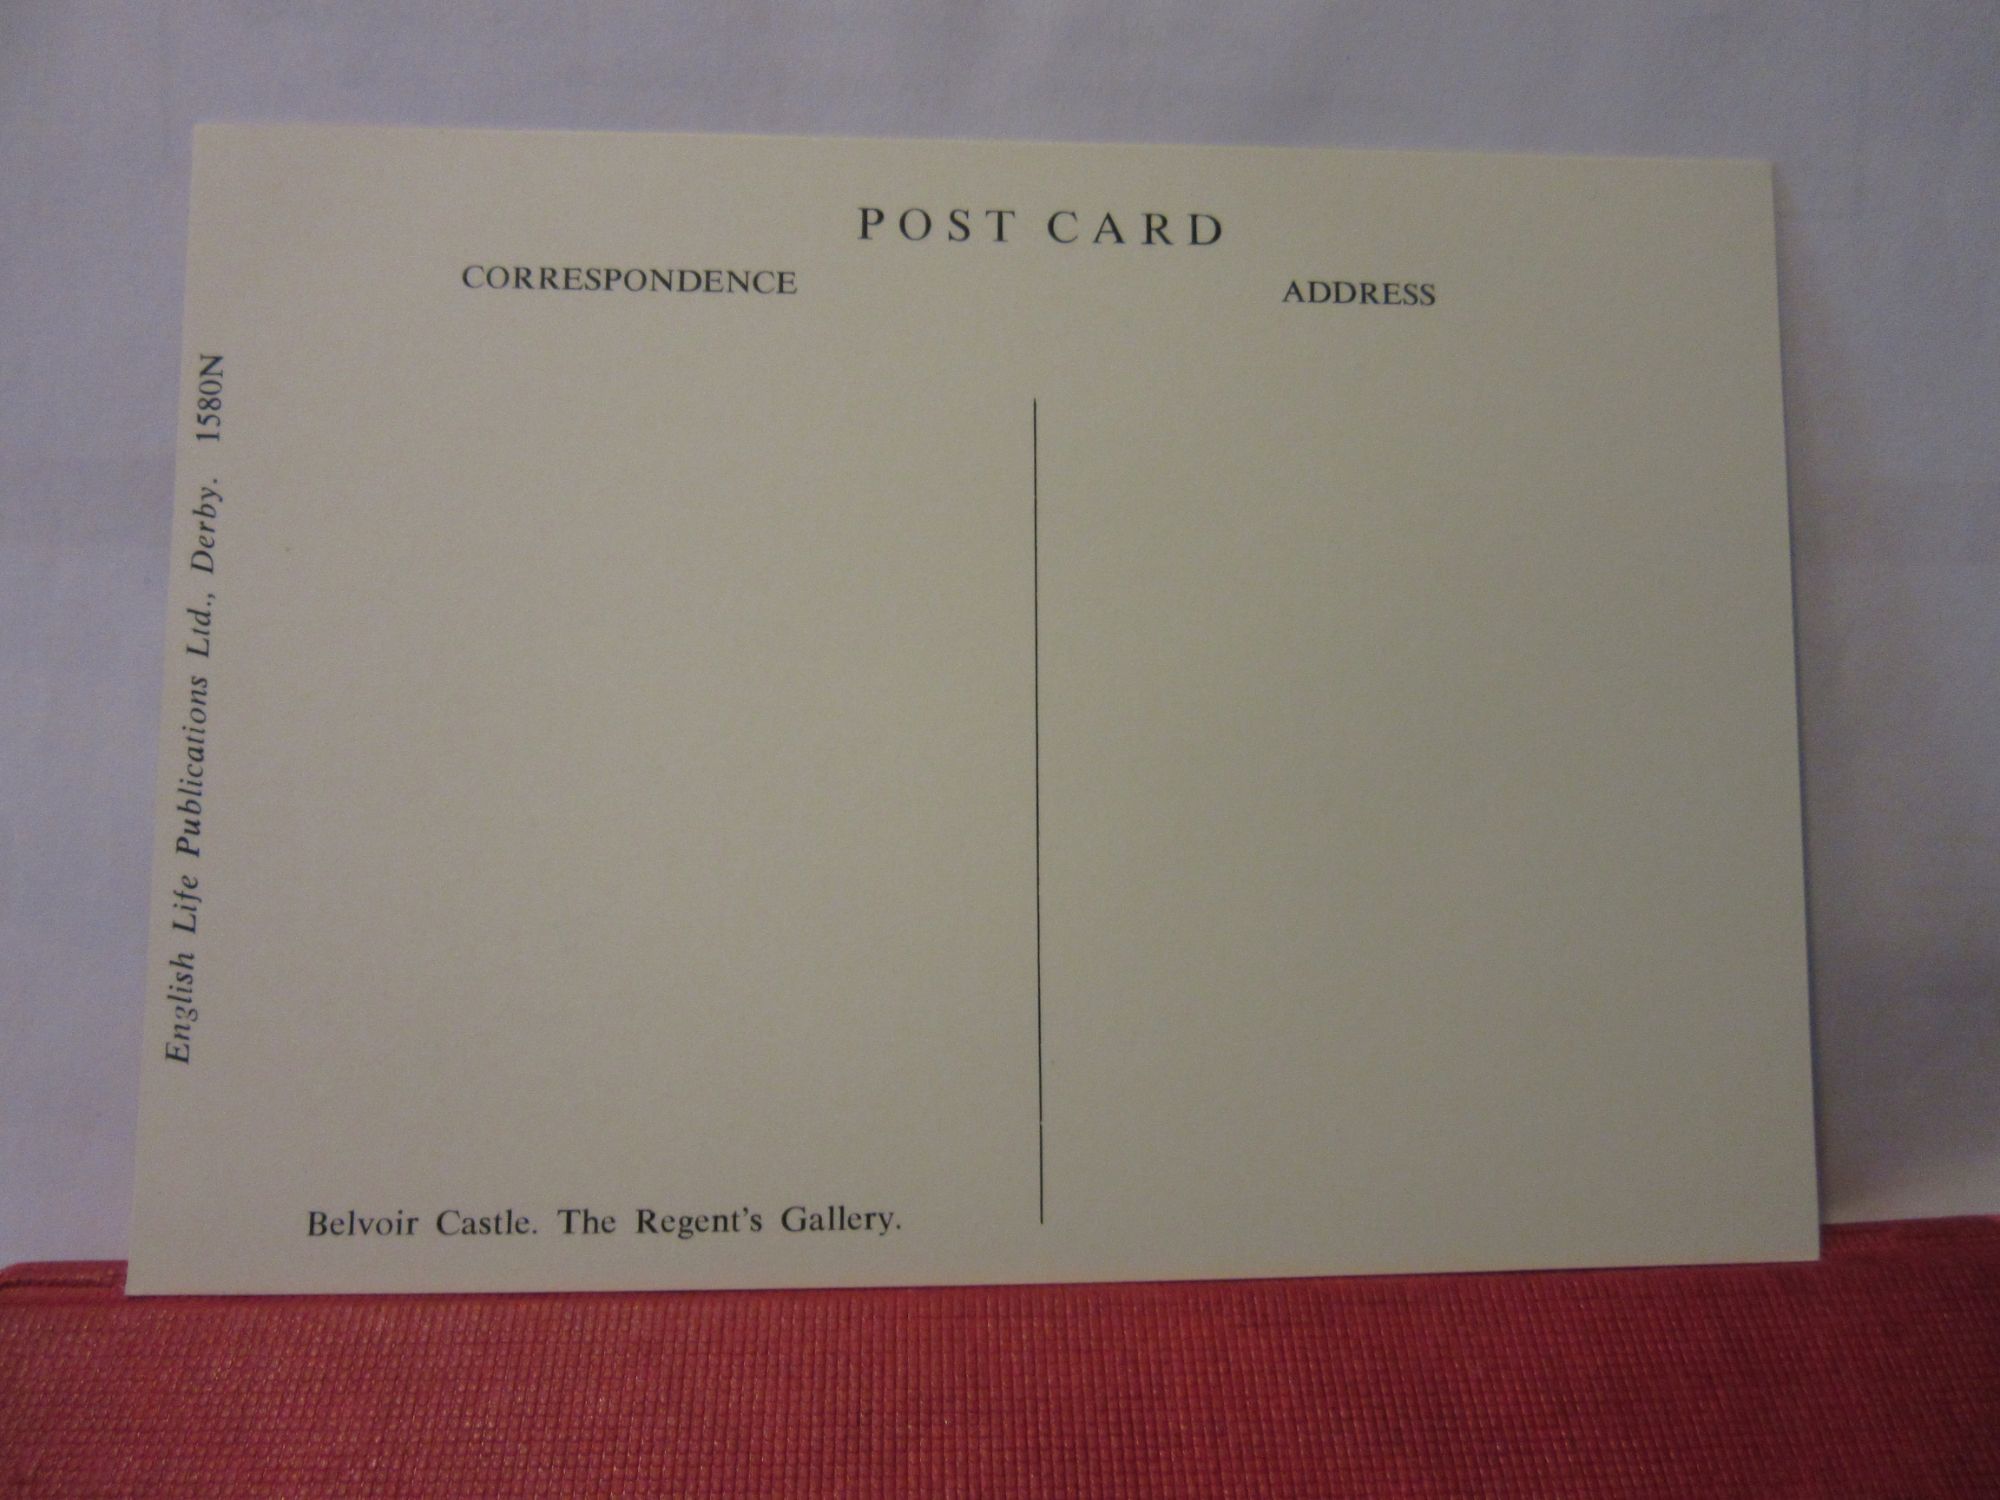 POST CARD
CORRESPONDENCE
ADDRESS
English Life Publications Ltd., Derby. 1580N
Belvoir Castle. The Regent's Gallery.